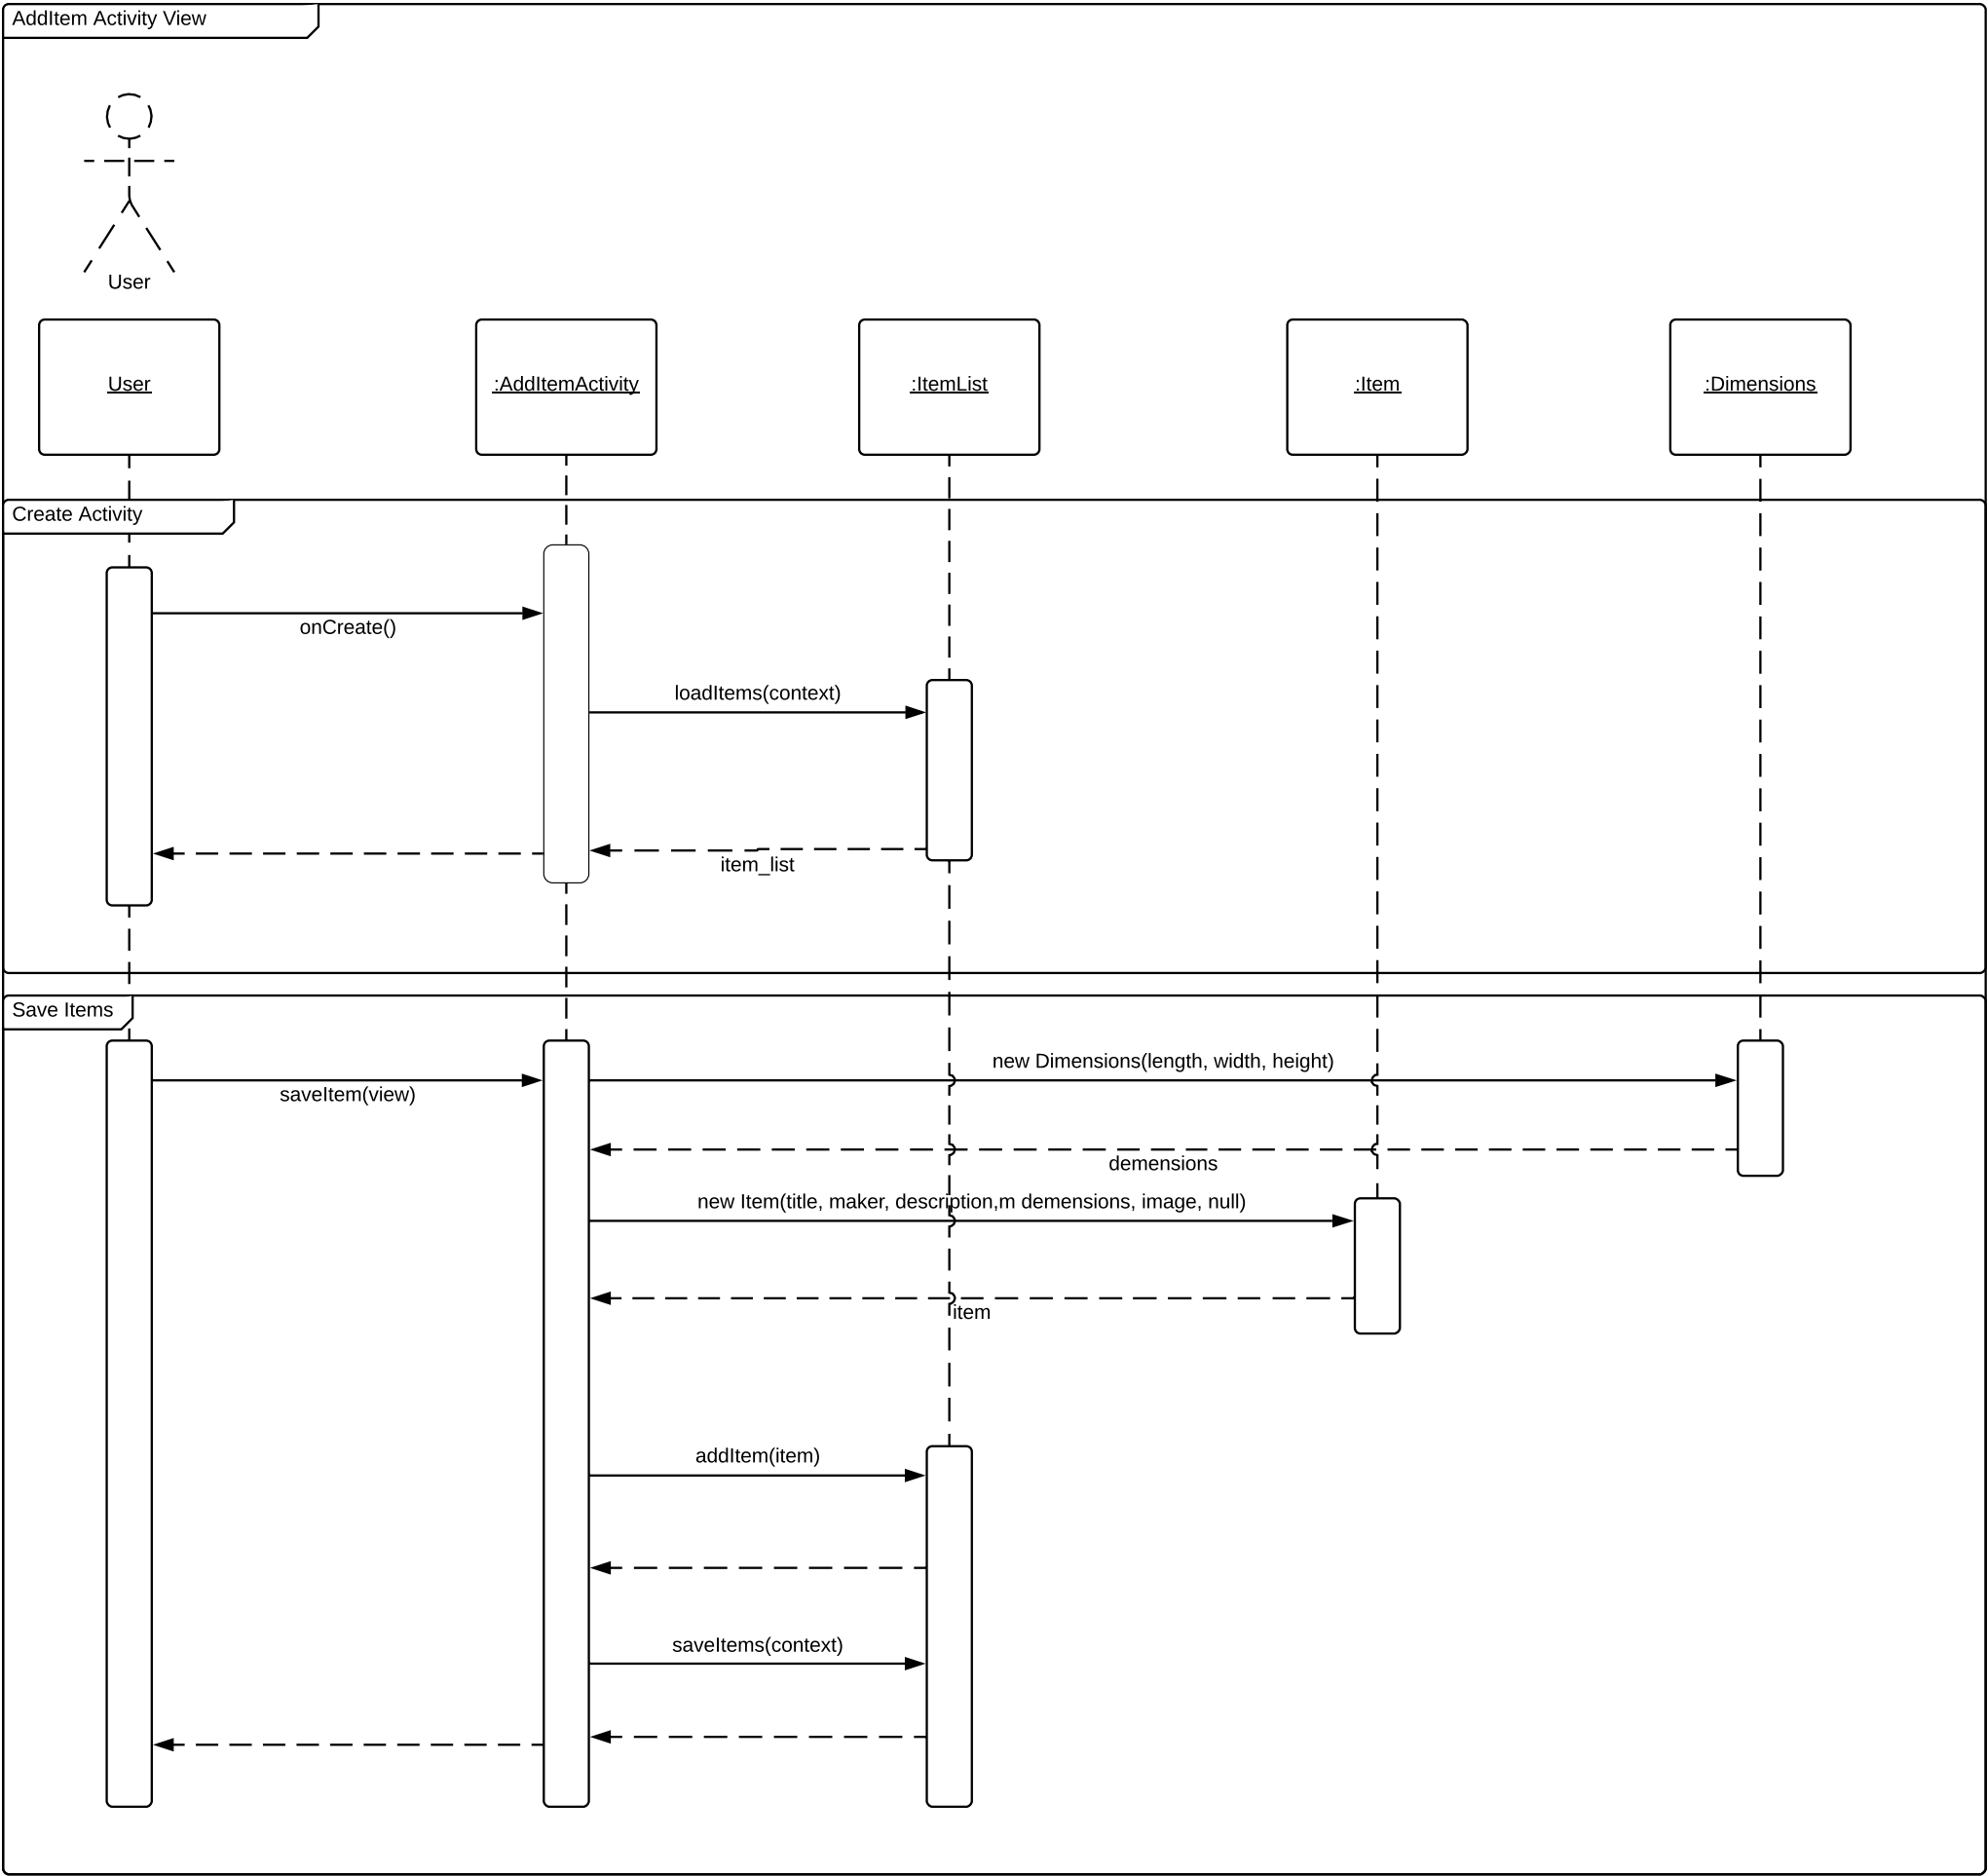 AddItem Activity View
User
User
:AddItemActivity
:ItemList
:Item
:Dimensions
Create Activity
onCreate()
loadItems(context)
item_list
Save Items
new Dimensions(length, width, height)
saveItem(view)
demensions
new Item(title, maker, description,m demensions, image, null)
item
addItem(item)
saveItems(context)